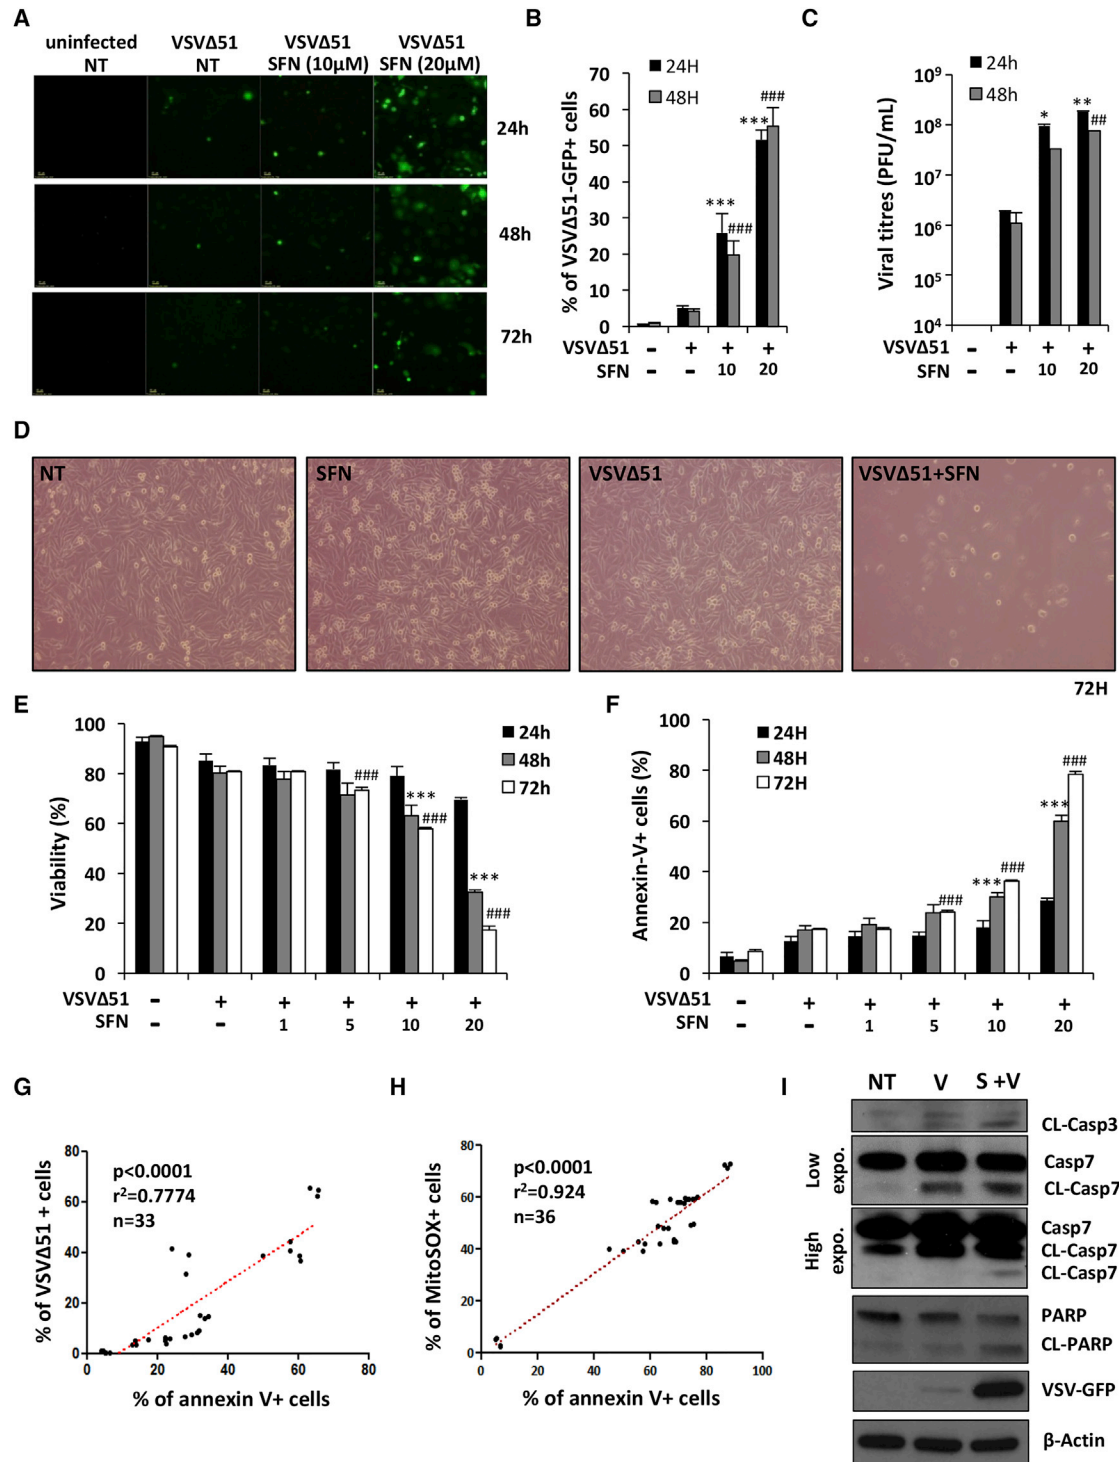 A
uninfected NT
VSVΔ51 NT
VSVΔ51 SFN (10µM)
VSVΔ51 SFN (20µM)
24h
48h
72h
B
% of VSVΔ51-GFP+ cells
70
60
50
40
30
20
10
0
24H
48H
***
###
***
###
VSVΔ51 - + + +
SFN - - 10 20
C
Viral titres (PFU/mL)
10⁹
10⁸
10⁷
10⁶
10⁵
10⁴
24h
48h
*
**
##
VSVΔ51 - + + +
SFN - - 10 20
D
NT
SFN
VSVΔ51
VSVΔ51+SFN
72H
E
Viability (%)
100
80
60
40
20
0
24h
48h
72h
###
***
###
***
###
VSVΔ51 - + + + + +
SFN - - 1 5 10 20
F
Annexin-V+ cells (%)
100
80
60
40
20
0
24H
48H
72H
###
***
###
***
###
VSVΔ51 - + + + + +
SFN - - 1 5 10 20
G
% of VSVΔ51 + cells
80
60
40
20
0
p<0.0001
r²=0.7774
n=33
0 20 40 60 80
% of annexin V+ cells
H
% of MitoSOX+ cells
80
60
40
20
0
p<0.0001
r²=0.924
n=36
0 20 40 60 80 100
% of annexin V+ cells
I
NT V S +V
CL-Casp3
Low expo.
Casp7
CL-Casp7
High expo.
Casp7
CL-Casp7
CL-Casp7
PARP
CL-PARP
VSV-GFP
β-Actin